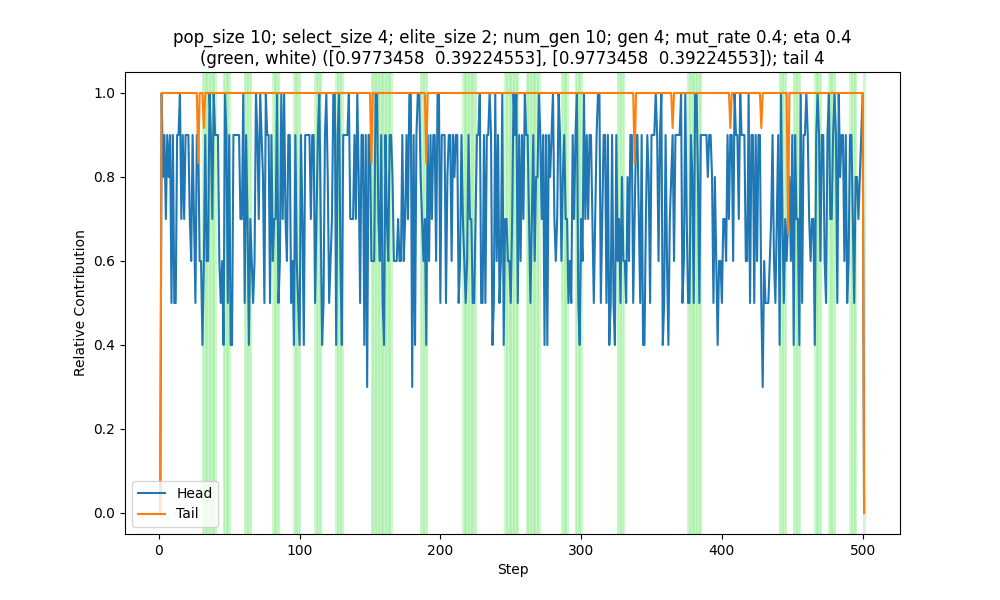 pop_size 10; select_size 4; elite_size 2; num_gen 10; gen 4; mut_rate 0.4; eta 0.4
(green, white) ([0.9773458  0.39224553], [0.9773458  0.39224553]); tail 4
1.0
0.8
0.6
0.4
0.2
0.0
Relative Contribution
Head
Tail
0
100
200
300
400
500
Step